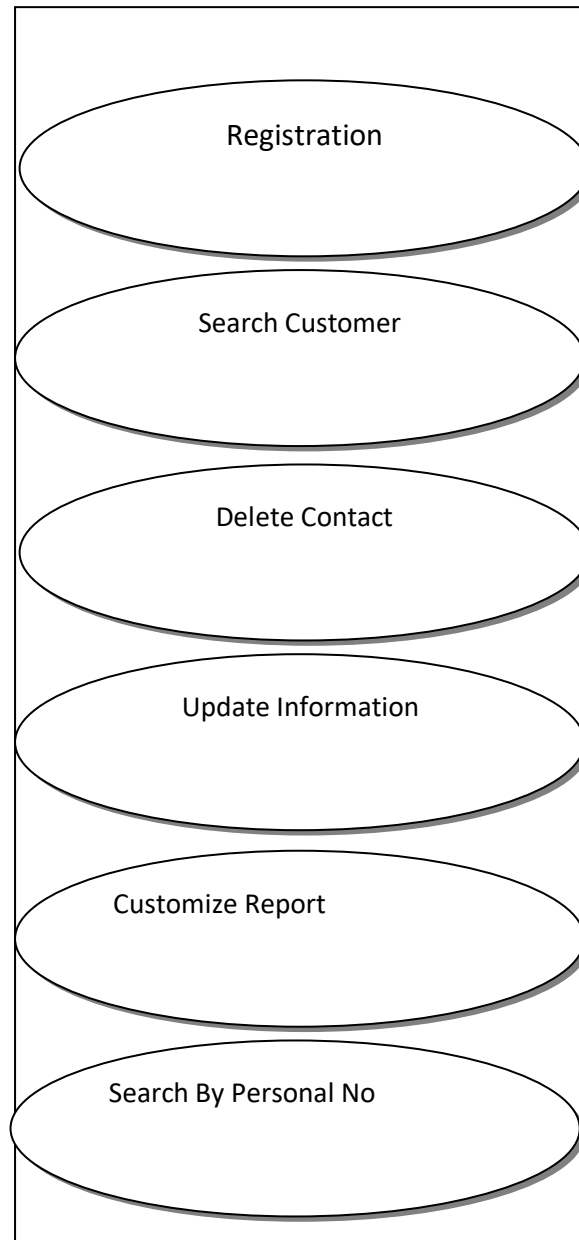 Registration
Search Customer
Delete Contact
Update Information
Customize Report
Search By Personal No